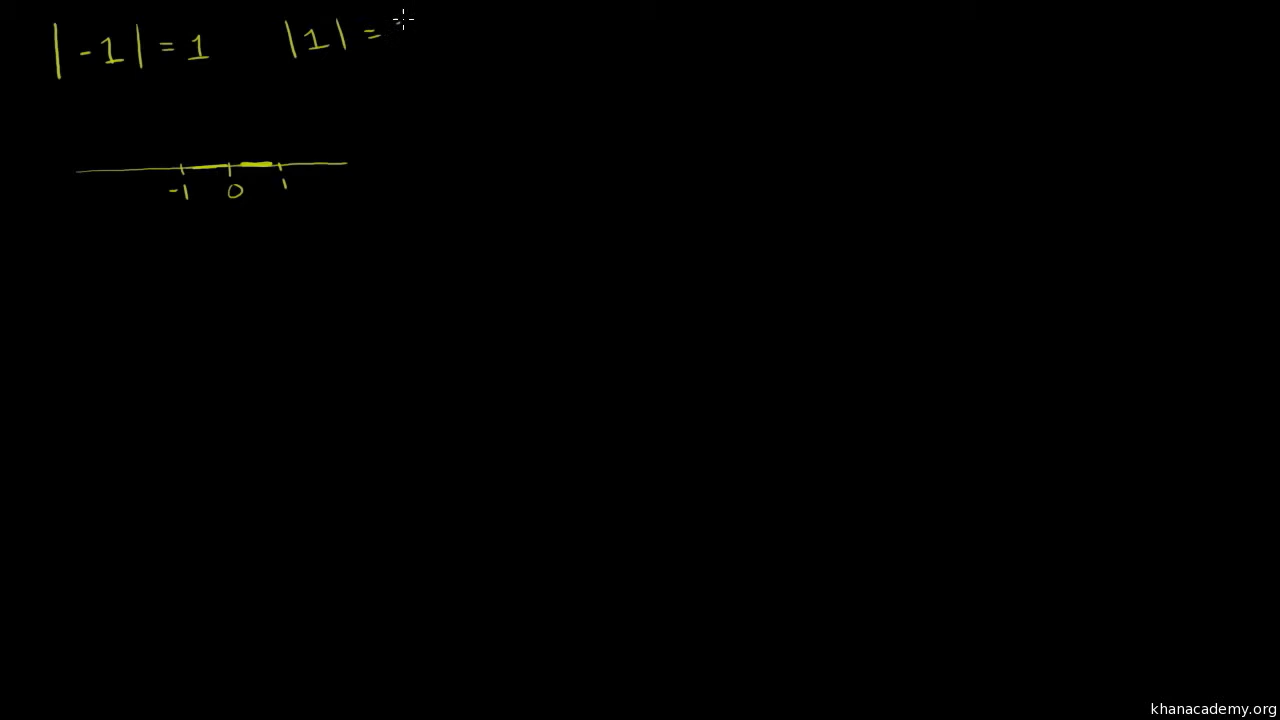 |-1| = 1 |1| =
-1 0 1
khanacademy.org